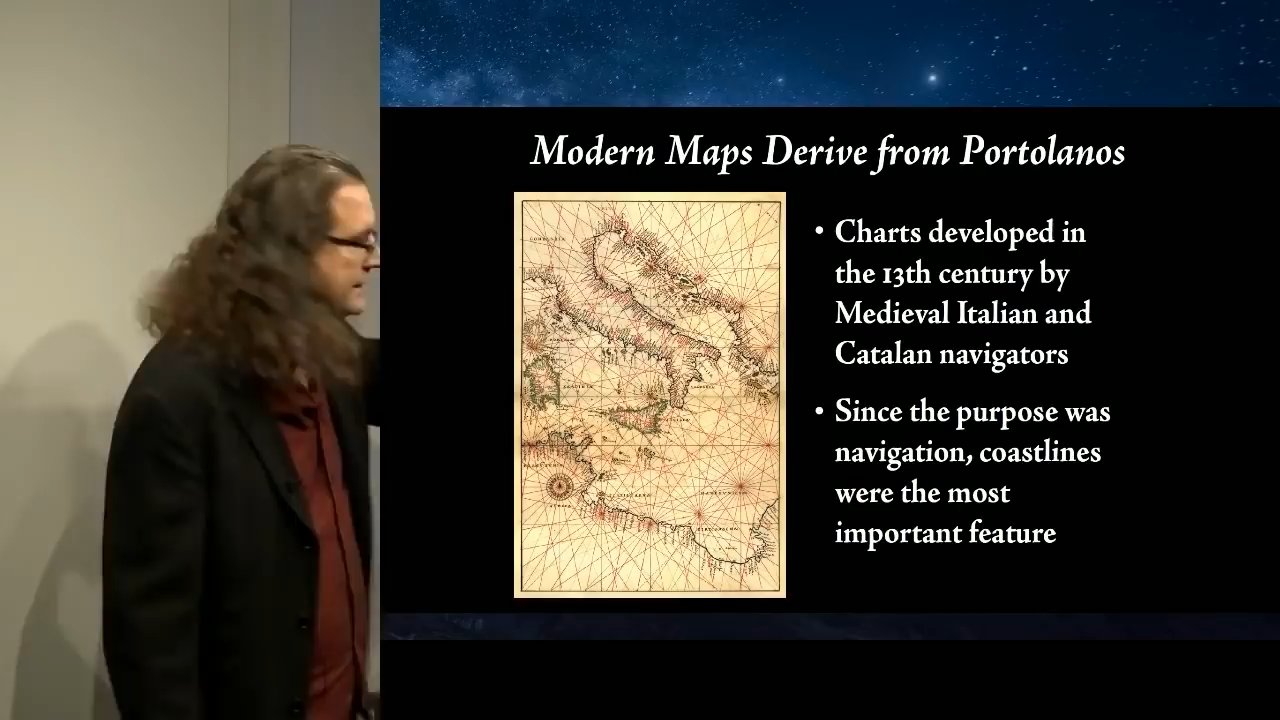 Modern Maps Derive from Portolanos
• Charts developed in
the 13th century by
Medieval Italian and
Catalan navigators
• Since the purpose was
navigation, coastlines
were the most
important feature